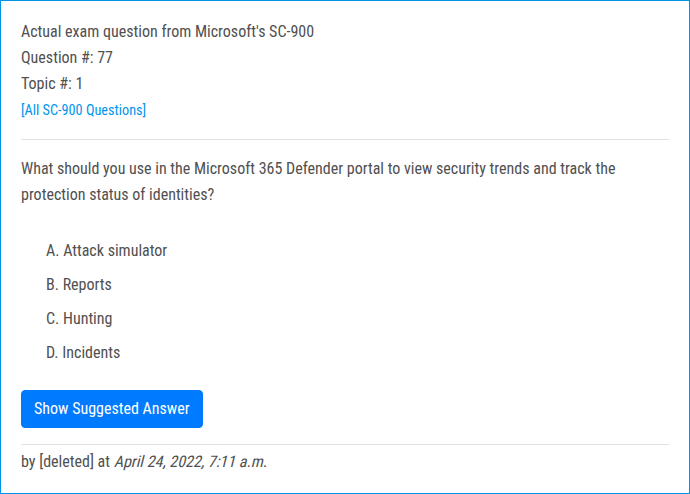 Actual exam question from Microsoft's SC-900
Question #: 77
Topic #: 1
[All SC-900 Questions]
What should you use in the Microsoft 365 Defender portal to view security trends and track the
protection status of identities?
A. Attack simulator
B. Reports
C. Hunting
D. Incidents
Show Suggested Answer
by [deleted] at April 24, 2022, 7:11 a.m.